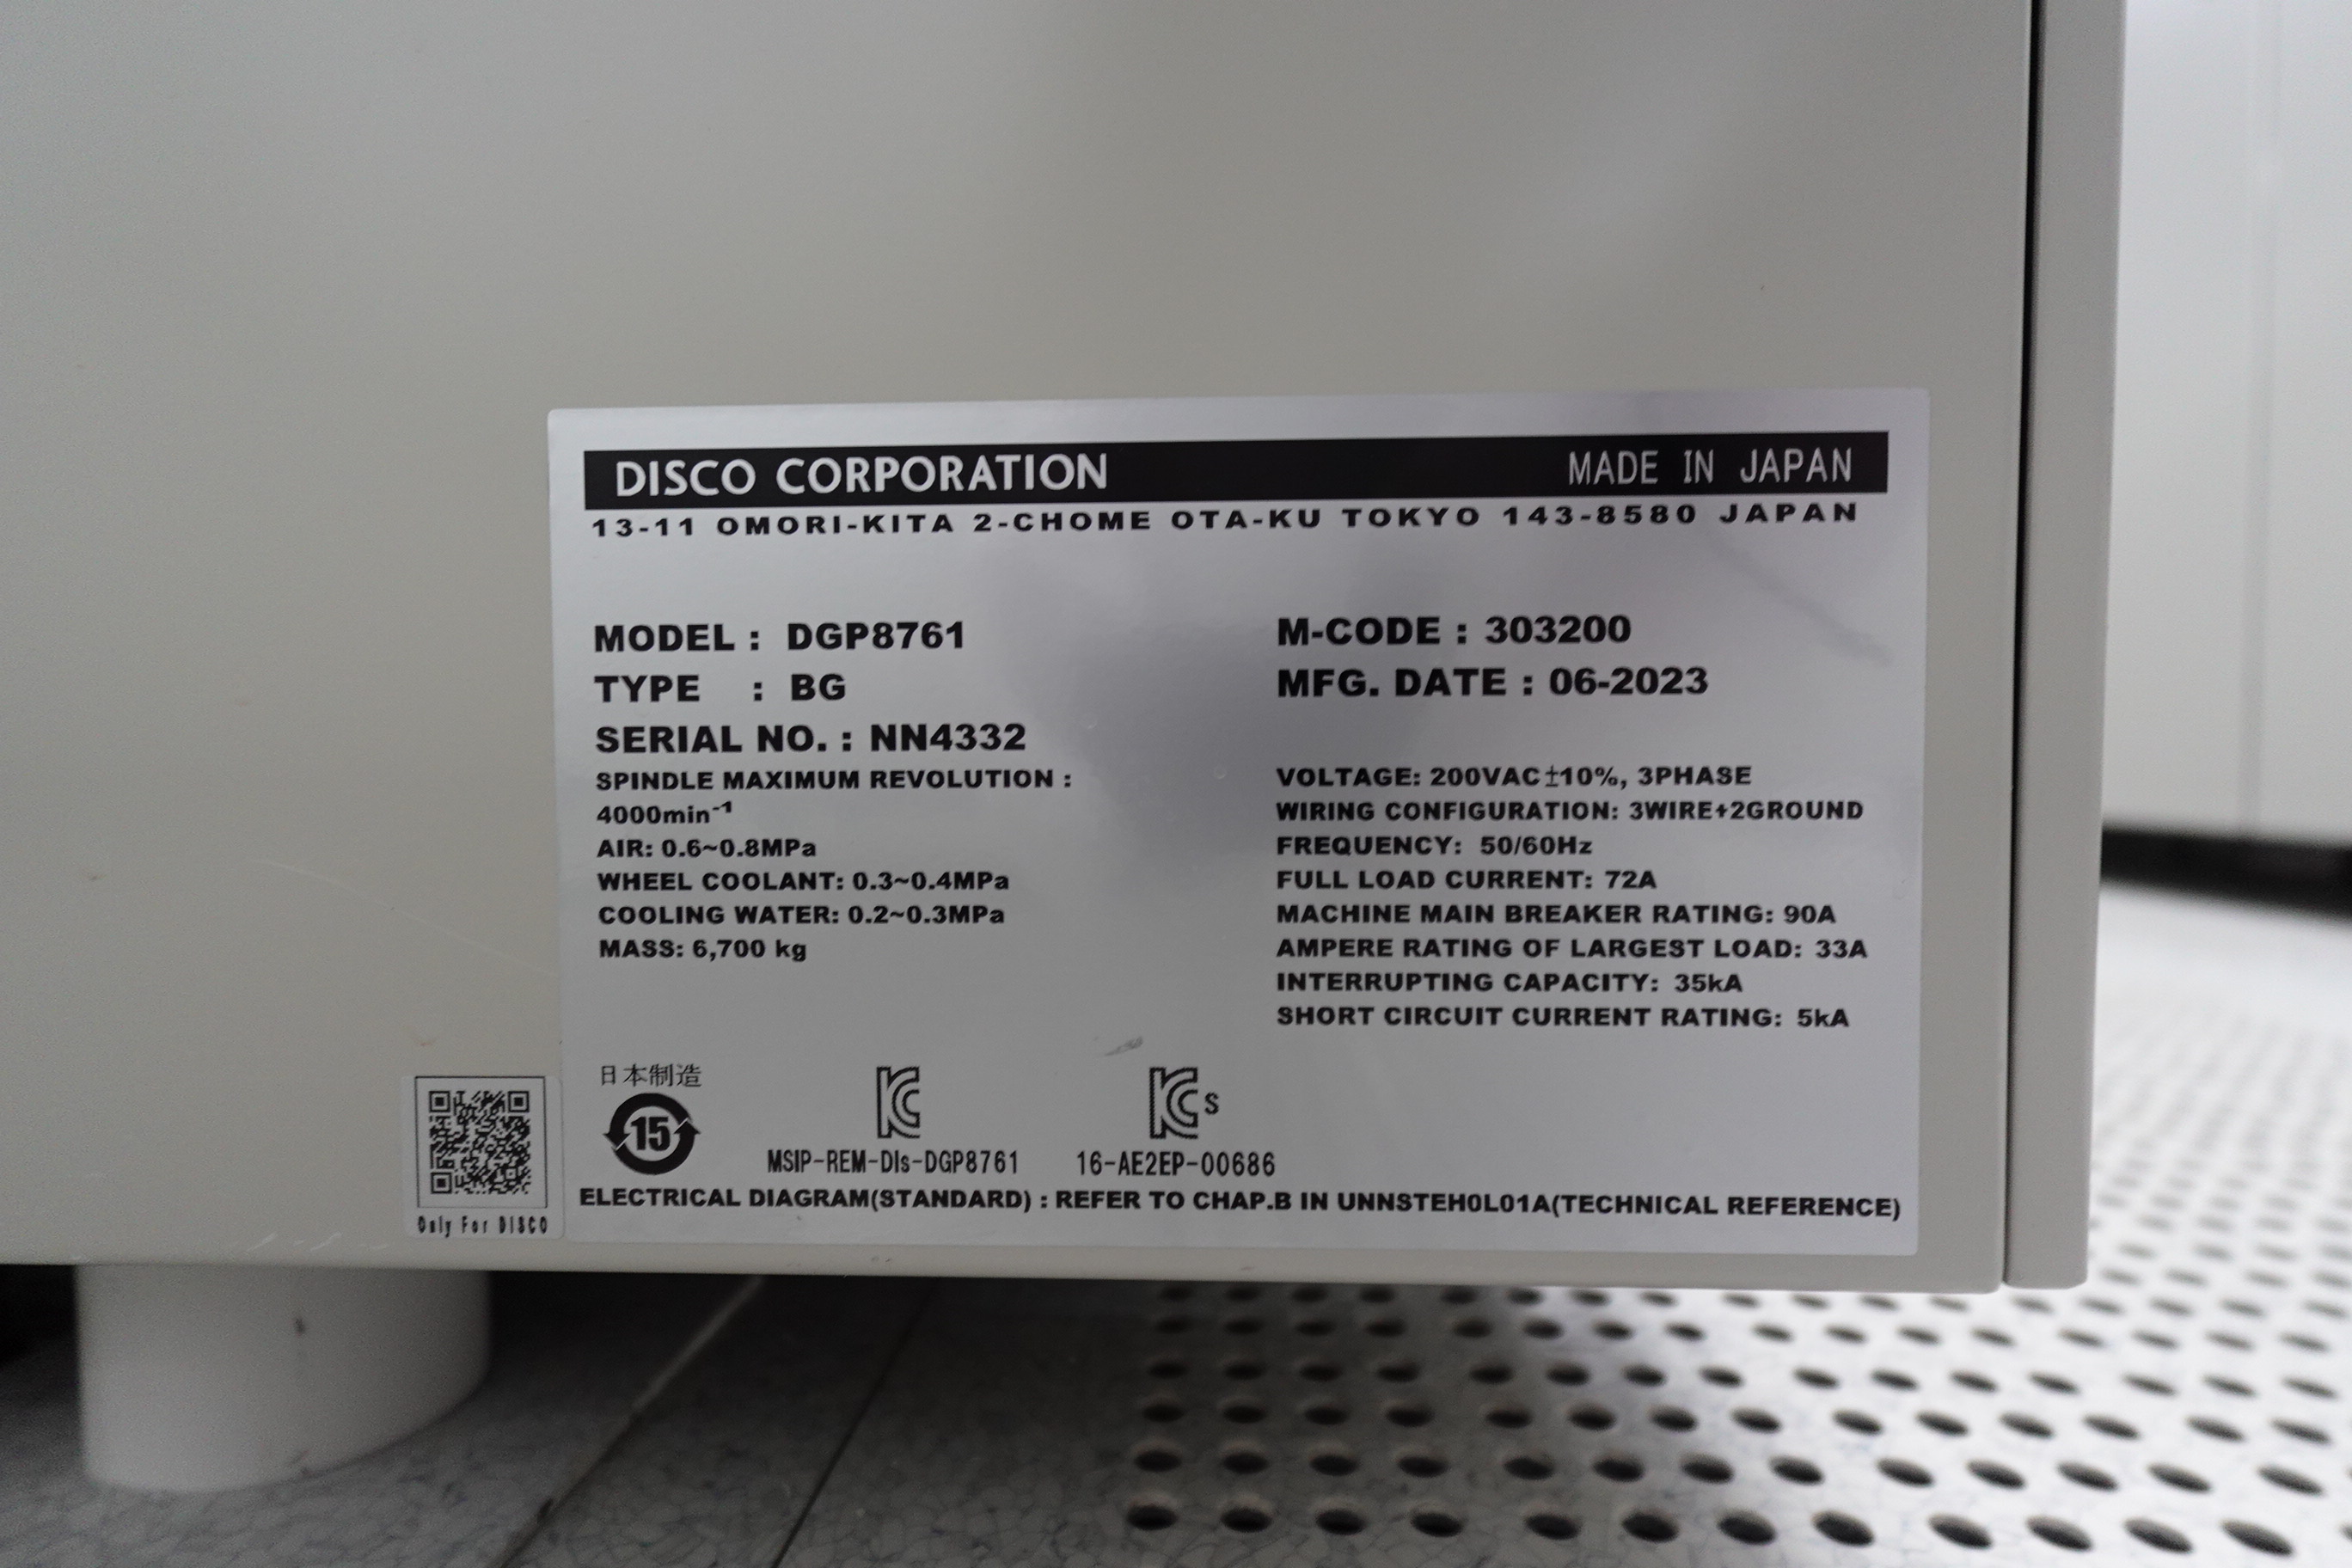 DISCO CORPORATION MADE IN JAPAN
13-11 OMORI-KITA 2-CHOME OTA-KU TOKYO 143-8580 JAPAN
MODEL : DGP8761
TYPE : BG
SERIAL NO. : NN4332
SPINDLE MAXIMUM REVOLUTION :
4000min⁻¹
AIR: 0.6~0.8MPa
WHEEL COOLANT: 0.3~0.4MPa
COOLING WATER: 0.2~0.3MPa
MASS: 6,700 kg
M-CODE : 303200
MFG. DATE : 06-2023
VOLTAGE: 200VAC±10%, 3PHASE
WIRING CONFIGURATION: 3WIRE+2GROUND
FREQUENCY: 50/60Hz
FULL LOAD CURRENT: 72A
MACHINE MAIN BREAKER RATING: 90A
AMPERE RATING OF LARGEST LOAD: 33A
INTERRUPTING CAPACITY: 35kA
SHORT CIRCUIT CURRENT RATING: 5kA
日本制造
15
KC
MSIP-REM-DIs-DGP8761
KCs
16-AE2EP-00686
ELECTRICAL DIAGRAM(STANDARD) : REFER TO CHAP.B IN UNNSTEH0L01A(TECHNICAL REFERENCE)
Only For DISCO